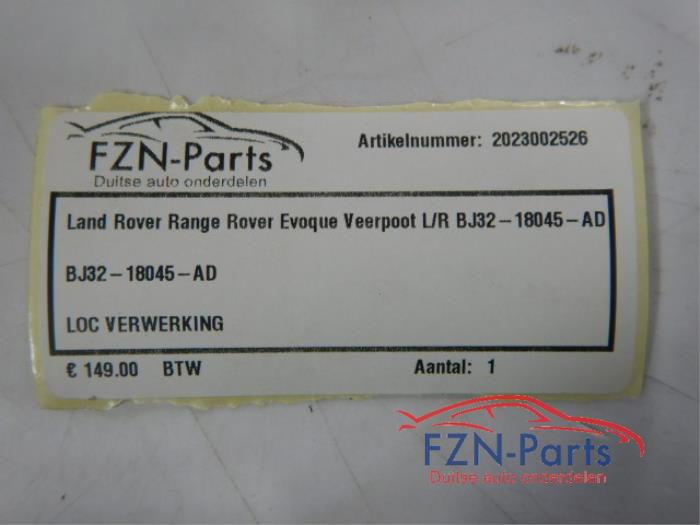 FZN-Parts
Duitse auto onderdelen
Artikelnummer: 2023002526
Land Rover Range Rover Evoque Veerpoot L/R BJ32-18045-AD
BJ32-18045-AD
LOC VERWERKING
€ 149.00 BTW
Aantal: 1
FZN-Parts
Duitse auto onderdelen